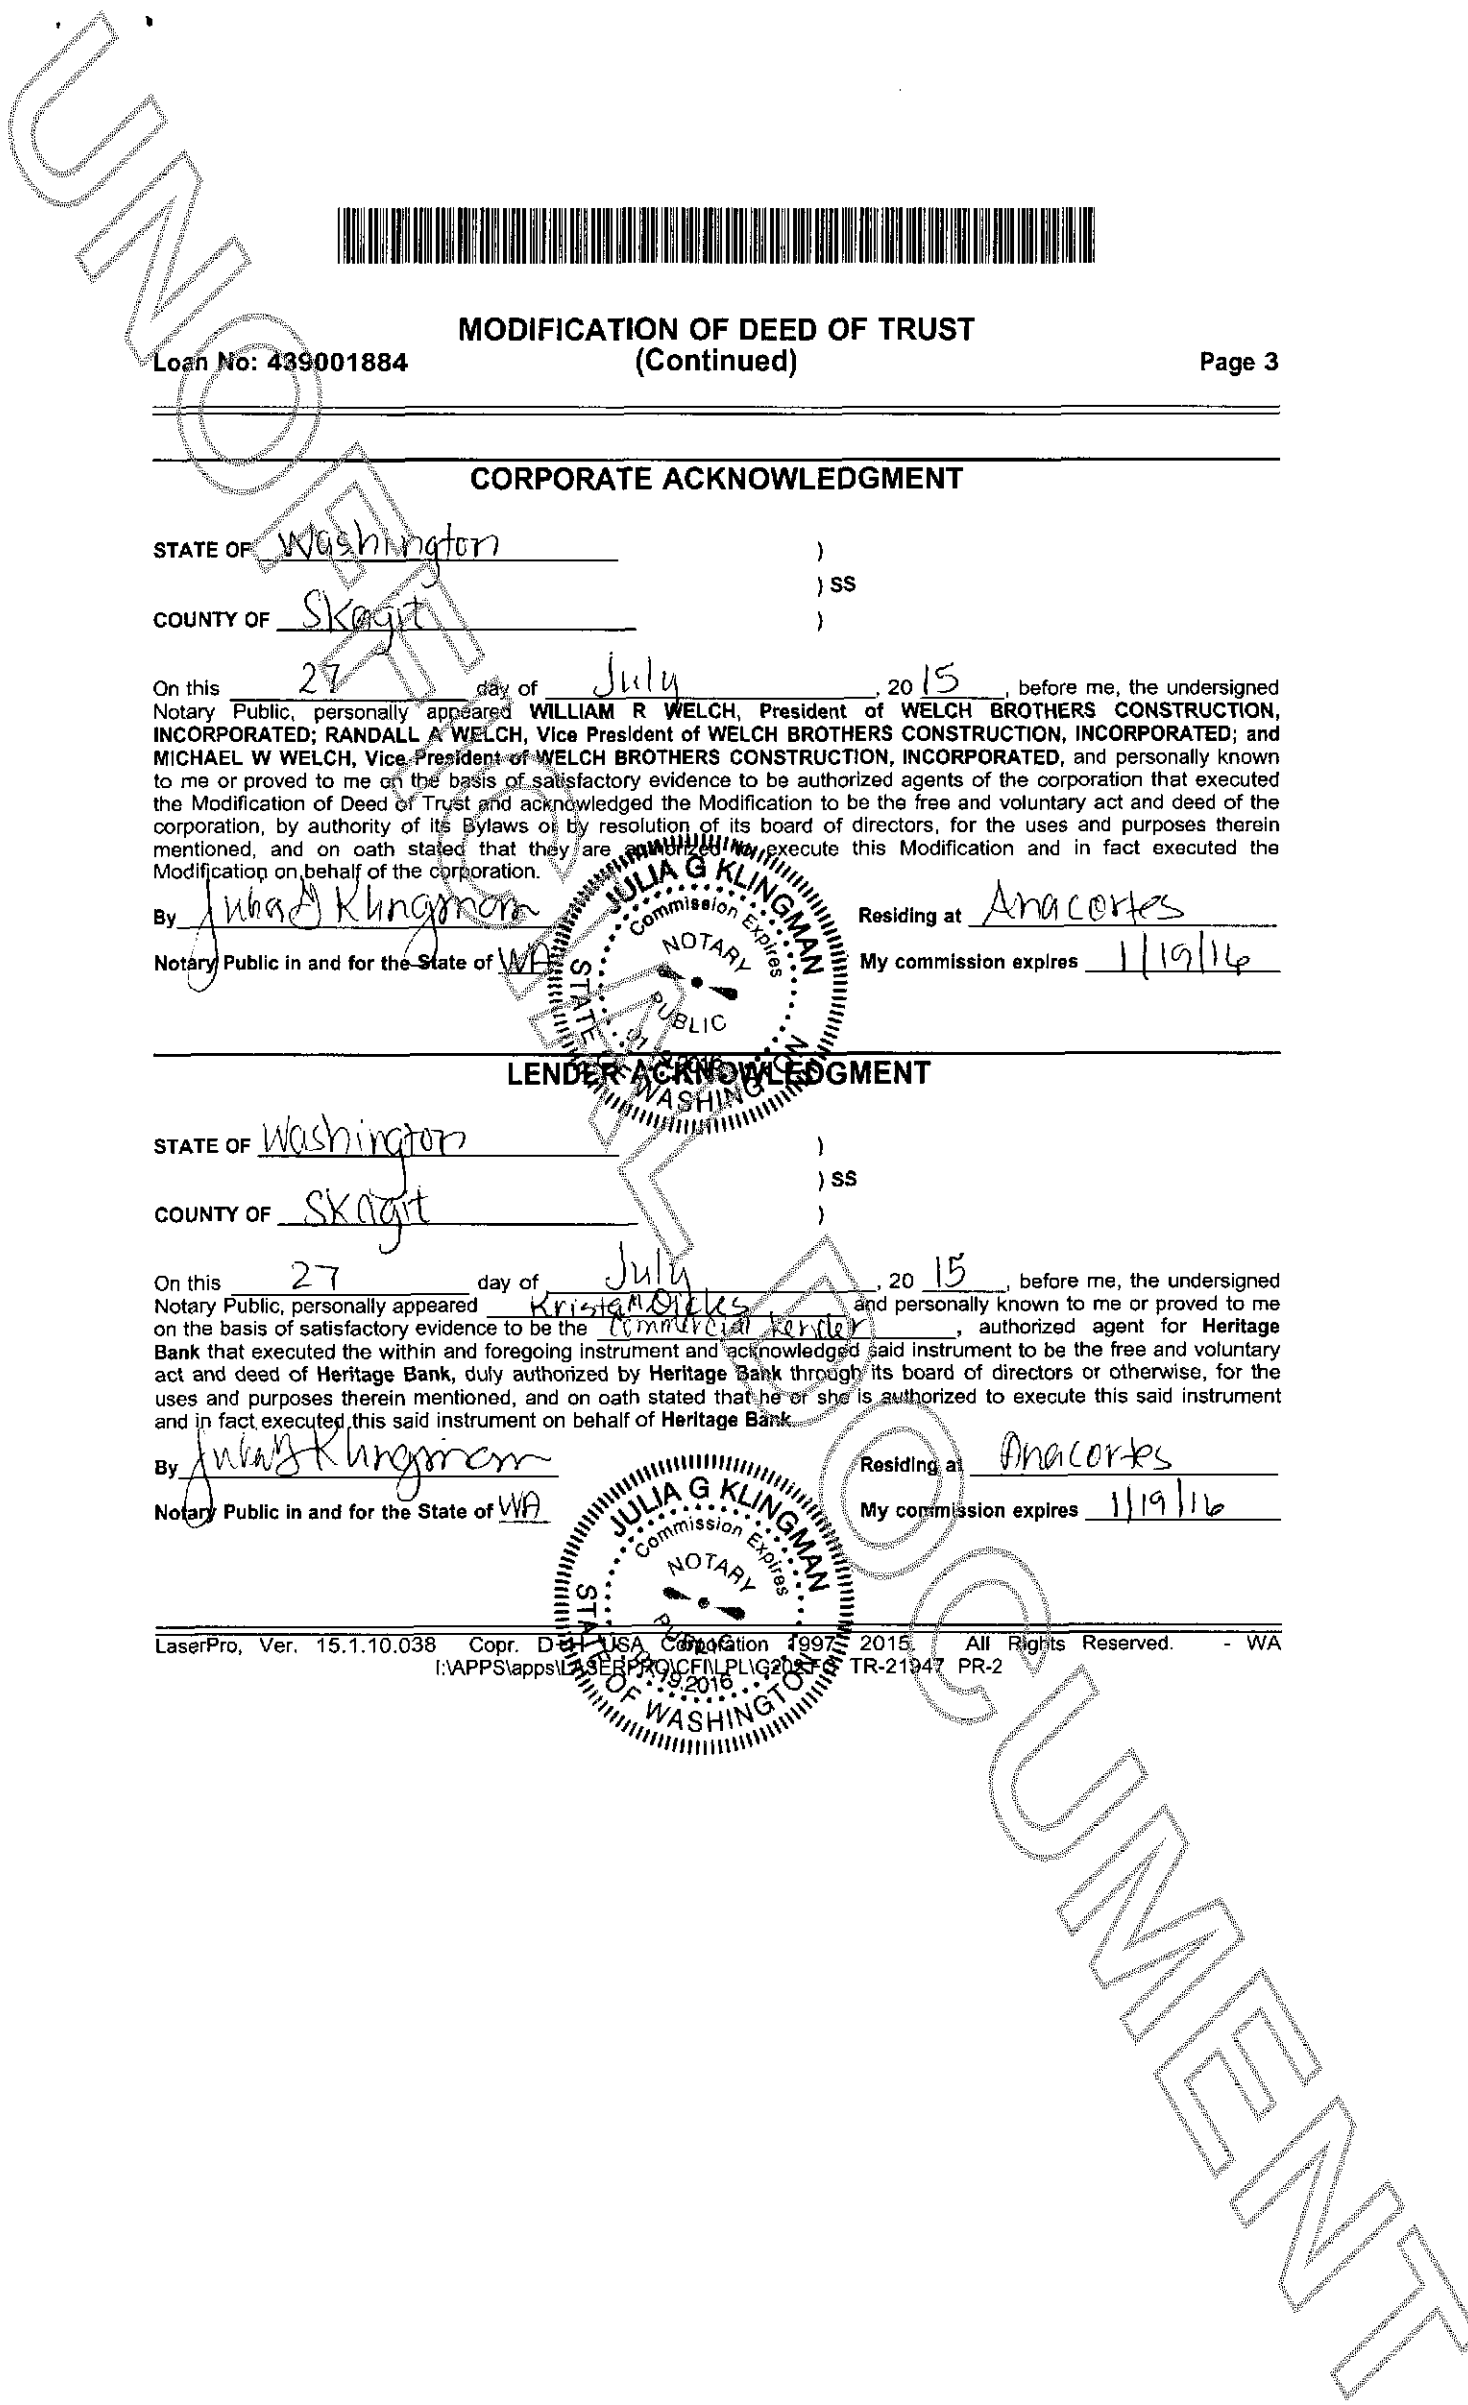 MODIFICATION OF DEED OF TRUST
Loan No: 439001884 (Continued) Page 3
CORPORATE ACKNOWLEDGMENT
STATE OF Washington )
) SS
COUNTY OF Skagit )
On this 27 day of July, 20 15, before me, the undersigned
Notary Public, personally appeared WILLIAM R WELCH, President of WELCH BROTHERS CONSTRUCTION,
INCORPORATED; RANDALL A WELCH, Vice President of WELCH BROTHERS CONSTRUCTION, INCORPORATED; and
MICHAEL W WELCH, Vice President of WELCH BROTHERS CONSTRUCTION, INCORPORATED, and personally known
to me or proved to me on the basis of satisfactory evidence to be authorized agents of the corporation that executed
the Modification of Deed of Trust and acknowledged the Modification to be the free and voluntary act and deed of the
corporation, by authority of its Bylaws or by resolution of its board of directors, for the uses and purposes therein
mentioned, and on oath stated that they are authorized to execute this Modification and in fact executed the
Modification on behalf of the corporation.
By Julia G Klingman Residing at Anacortes
Notary Public in and for the State of WA My commission expires 1/19/16
JULIA G KLINGMAN
Commission Expires
NOTARY
PUBLIC
STATE OF WASHINGTON
LENDER ACKNOWLEDGMENT
STATE OF Washington )
) SS
COUNTY OF Skagit )
On this 27 day of July, 20 15, before me, the undersigned
Notary Public, personally appeared Krista M Dicks and personally known to me or proved to me
on the basis of satisfactory evidence to be the Commercial Lender, authorized agent for Heritage
Bank that executed the within and foregoing instrument and acknowledged said instrument to be the free and voluntary
act and deed of Heritage Bank, duly authorized by Heritage Bank through its board of directors or otherwise, for the
uses and purposes therein mentioned, and on oath stated that he or she is authorized to execute this said instrument
and in fact executed this said instrument on behalf of Heritage Bank.
By Julia G Klingman Residing at Anacortes
Notary Public in and for the State of WA My commission expires 1/19/16
JULIA G KLINGMAN
Commission Expires
NOTARY
PUBLIC
19.2016
STATE OF WASHINGTON
LaserPro, Ver. 15.1.10.038 Copr. D+H USA Corporation 1997, 2015. All Rights Reserved. - WA
I:\APPS\apps\LASERPRO\CFI\LPL\G202.FC TR-21947 PR-2
UNOFFICIAL DOCUMENT